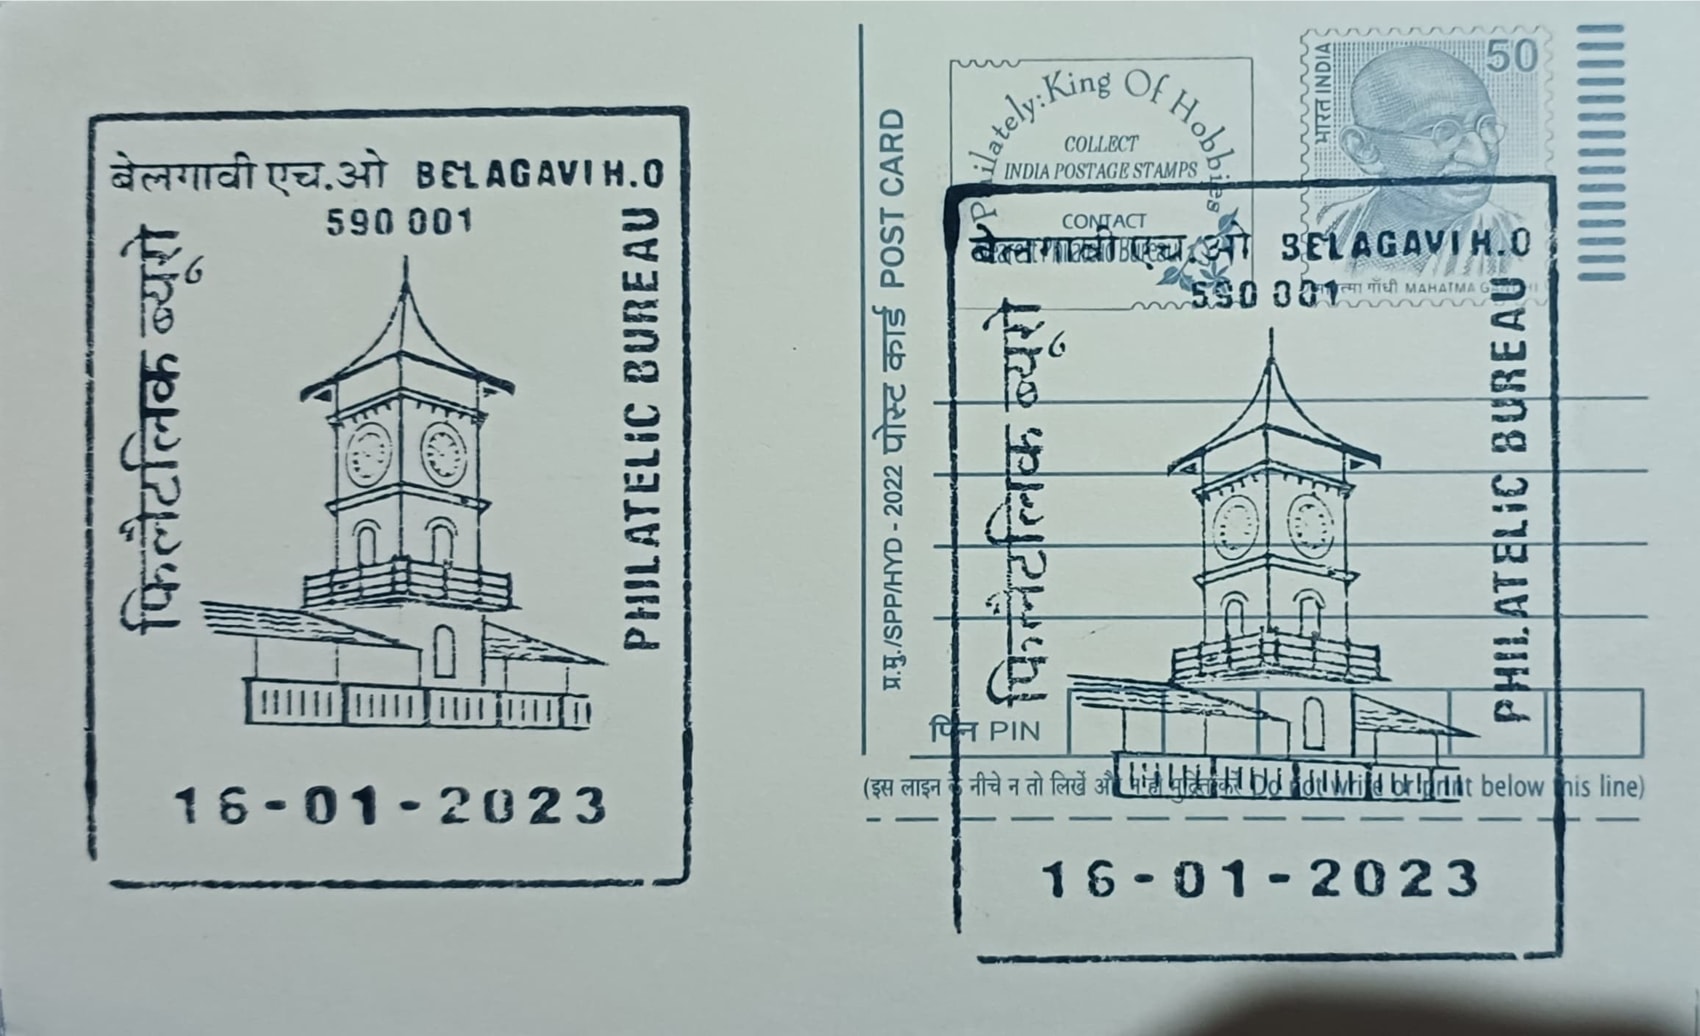 बेलगावी एच.ओ BELAGAVI H.O
590 001
फिलैटलिक ब्यूरो
PHILATELIC BUREAU
16-01-2023
प्र.मु./SPP/HYD - 2022 पोस्ट कार्ड POST CARD
Philately: King Of Hobbies
COLLECT
INDIA POSTAGE STAMPS
CONTACT
भारत INDIA
50
महात्मा गाँधी MAHATMA GANDHI
बेलगावी एच.ओ BELAGAVI H.O
590 001
फिलैटलिक ब्यूरो
PHILATELIC BUREAU
पिन PIN
(इस लाइन के नीचे न तो लिखें और न ही मुद्रित करें Do not write or print below this line)
16-01-2023